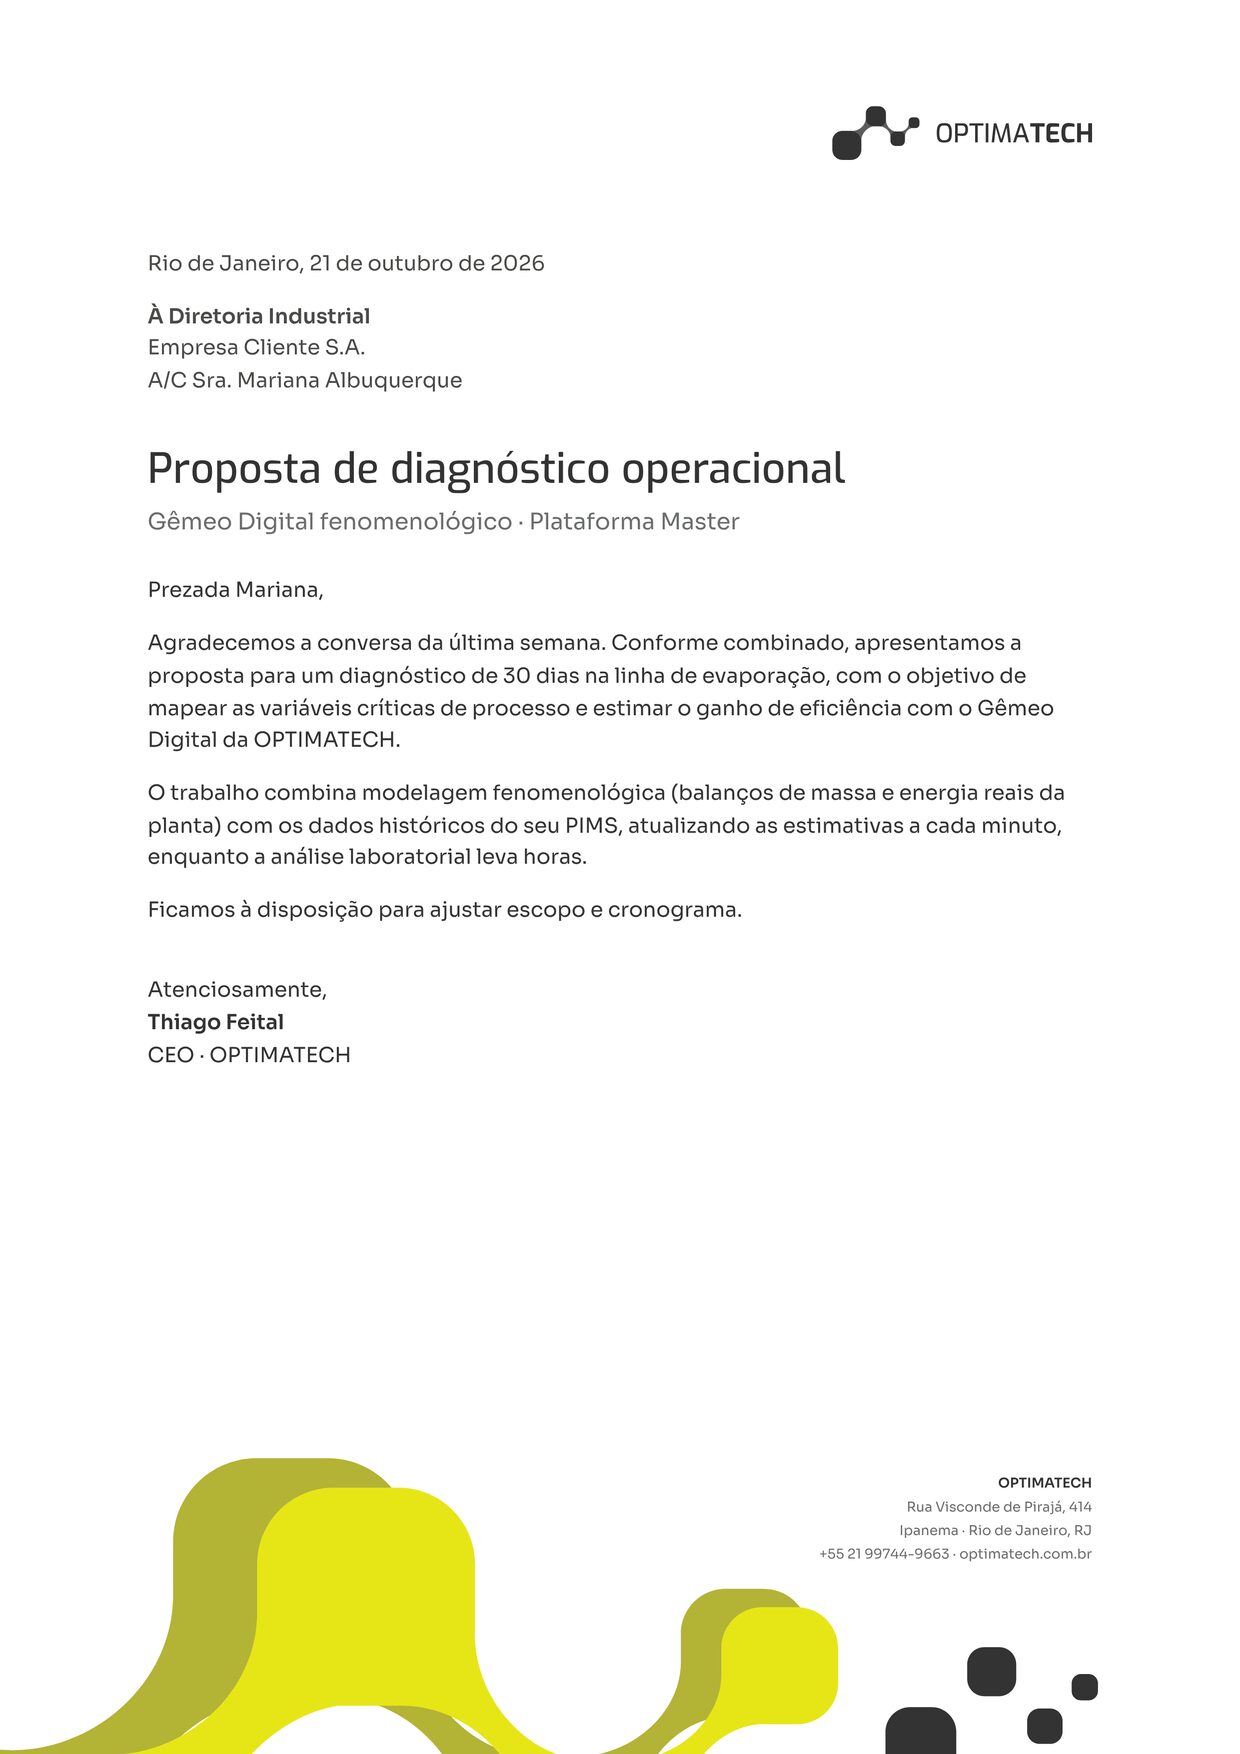 OPTIMATECH
Rio de Janeiro, 21 de outubro de 2026
À Diretoria Industrial
Empresa Cliente S.A.
A/C Sra. Mariana Albuquerque
Proposta de diagnóstico operacional
Gêmeo Digital fenomenológico · Plataforma Master
Prezada Mariana,
Agradecemos a conversa da última semana. Conforme combinado, apresentamos a
proposta para um diagnóstico de 30 dias na linha de evaporação, com o objetivo de
mapear as variáveis críticas de processo e estimar o ganho de eficiência com o Gêmeo
Digital da OPTIMATECH.
O trabalho combina modelagem fenomenológica (balanços de massa e energia reais da
planta) com os dados históricos do seu PIMS, atualizando as estimativas a cada minuto,
enquanto a análise laboratorial leva horas.
Ficamos à disposição para ajustar escopo e cronograma.
Atenciosamente,
Thiago Feital
CEO · OPTIMATECH
OPTIMATECH
Rua Visconde de Pirajá, 414
Ipanema · Rio de Janeiro, RJ
+55 21 99744-9663 · optimatech.com.br